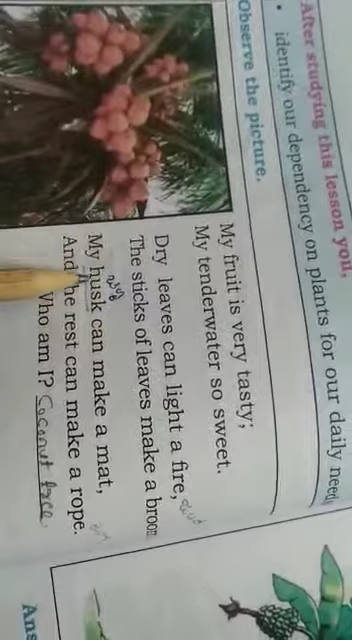 After studying this lesson you,
• identify our dependency on plants for our daily need
Observe the picture.
My fruit is very tasty;
My tenderwater so sweet.
Dry leaves can light a fire,
The sticks of leaves make a broom
My husk can make a mat,
And the rest can make a rope.
Who am I? Coconut
Ans